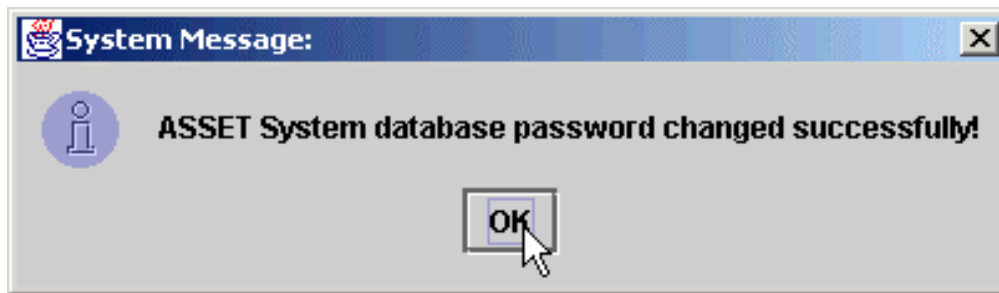 System Message:
ASSET System database password changed successfully!
OK